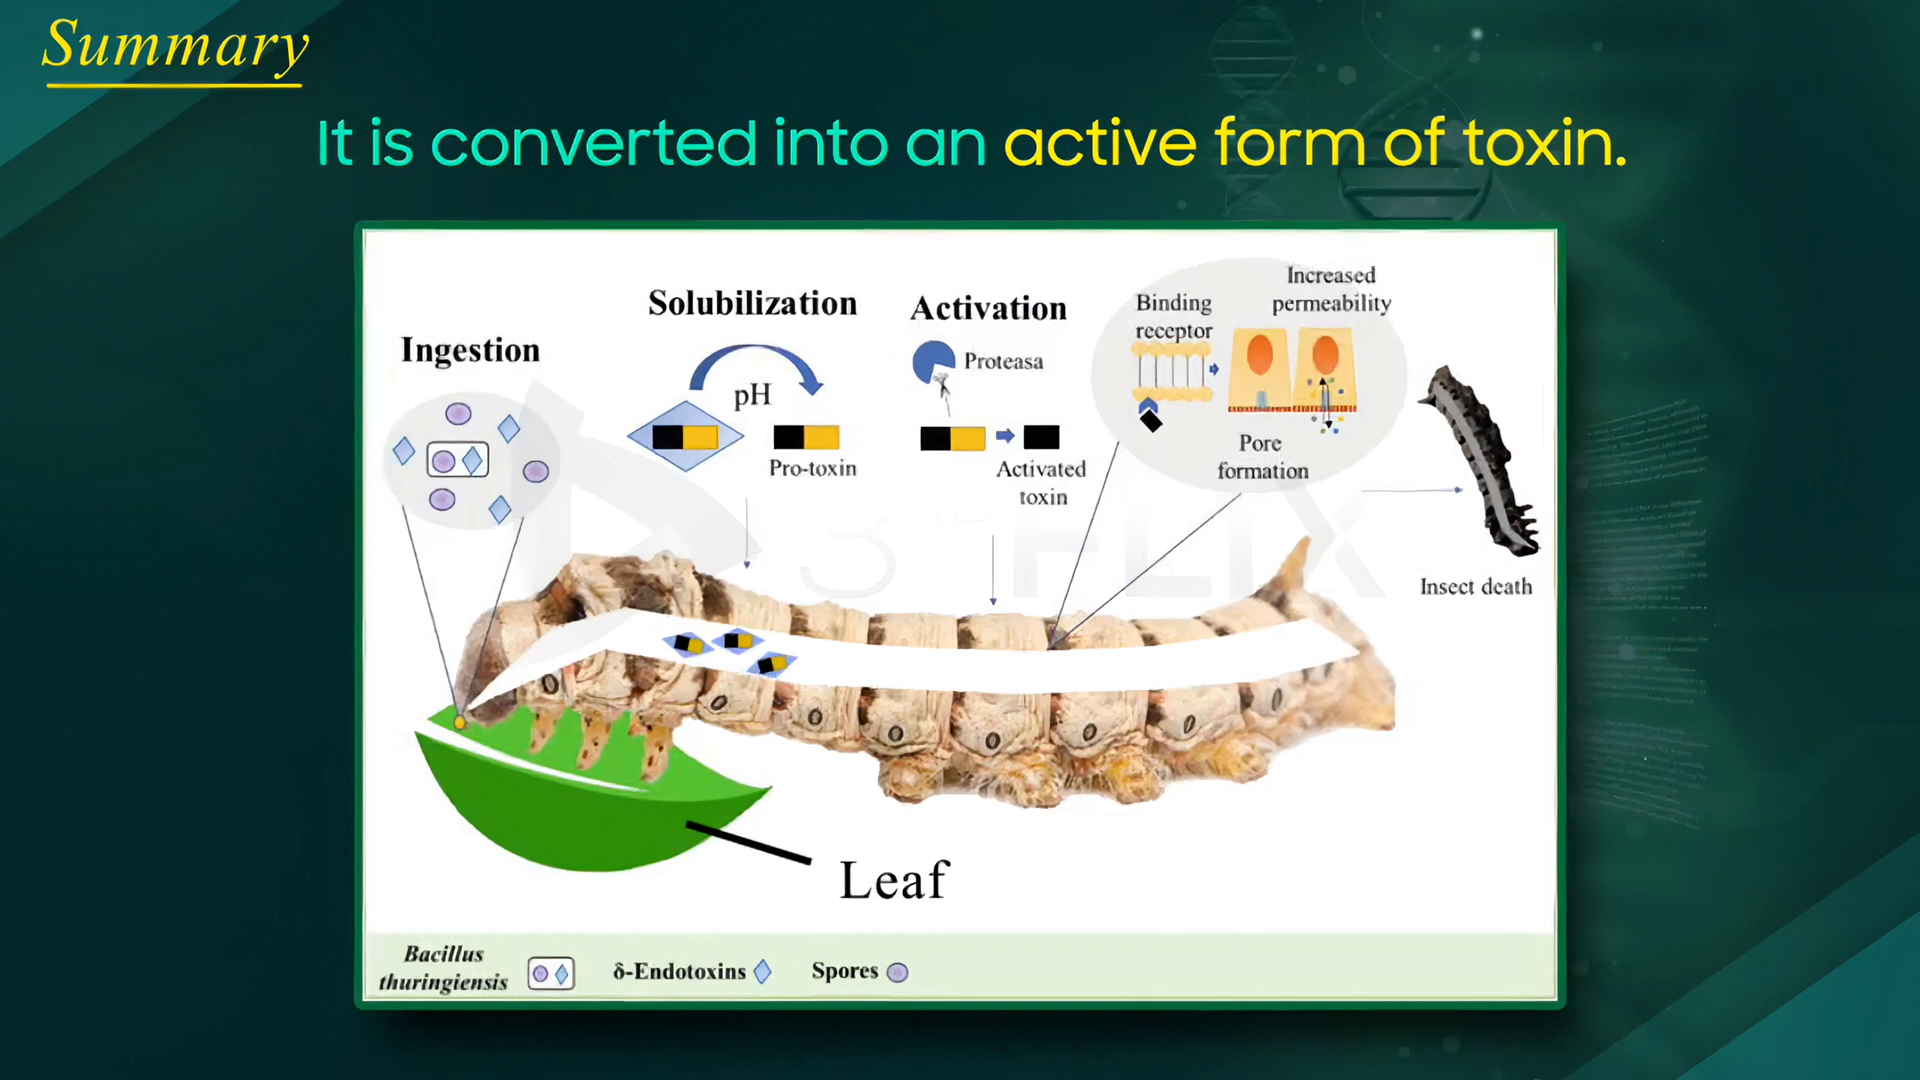 Summary
It is converted into an active form of toxin.
Ingestion
Solubilization
pH
Pro-toxin
Activation
Proteasa
Activated
toxin
Binding
receptor
Increased
permeability
Pore
formation
Insect death
Leaf
Bacillus
thuringiensis
δ-Endotoxins
Spores